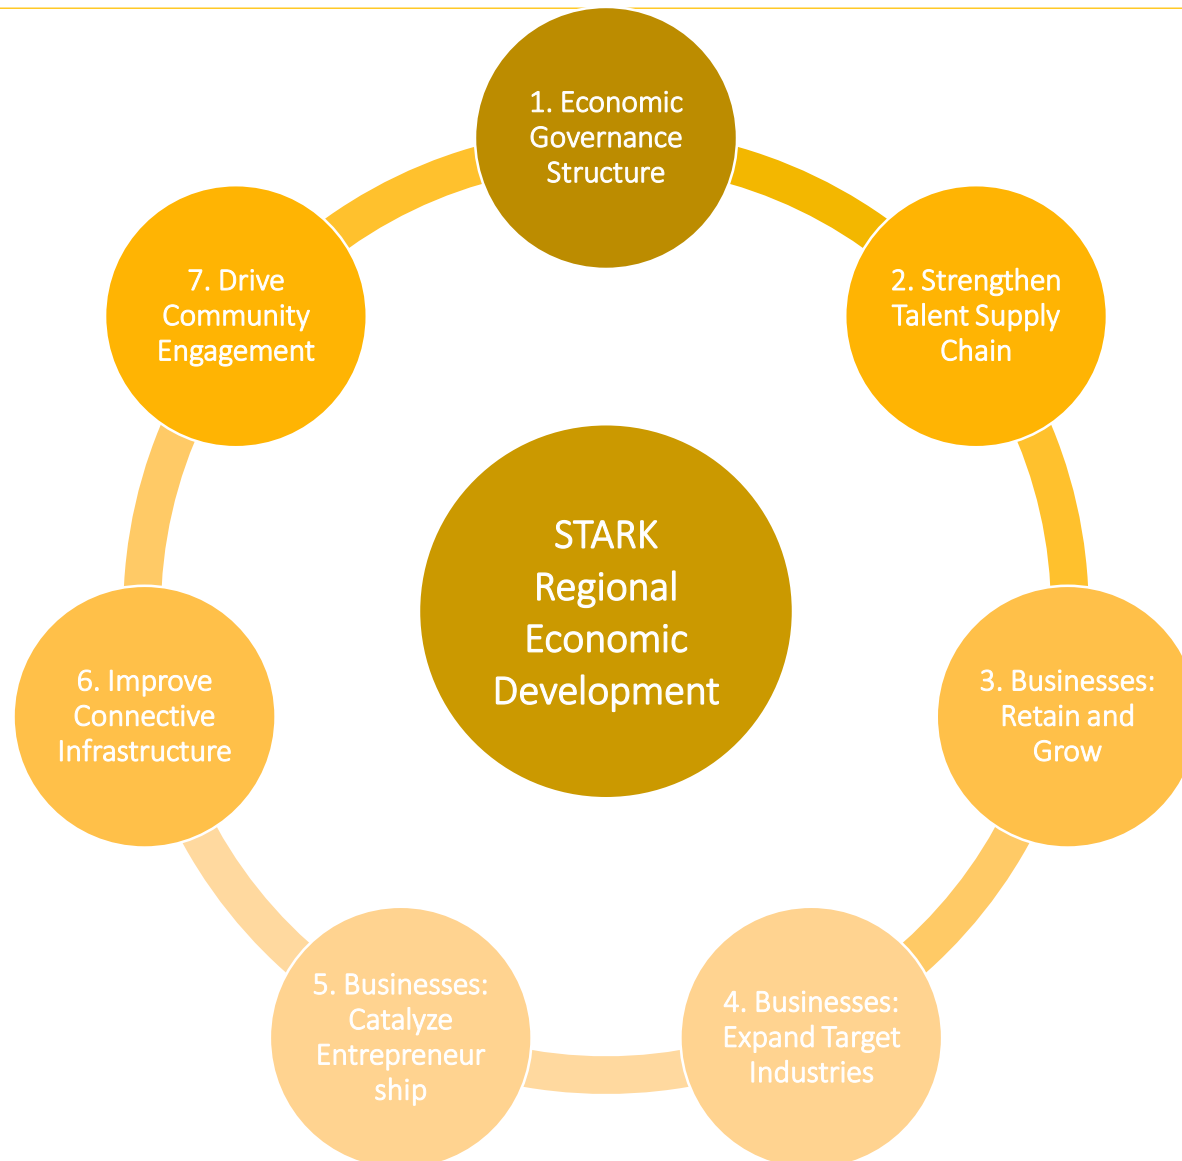 1. Economic
Governance
Structure
2. Strengthen
Talent Supply
Chain
3. Businesses:
Retain and
Grow
4. Businesses:
Expand Target
Industries
5. Businesses:
Catalyze
Entrepreneur
ship
6. Improve
Connective
Infrastructure
7. Drive
Community
Engagement
STARK
Regional
Economic
Development